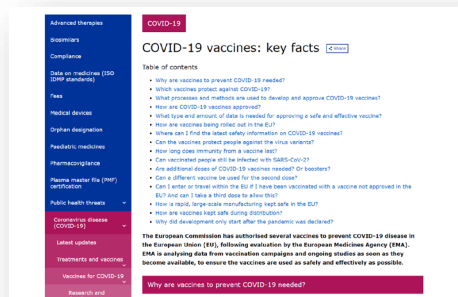 Advanced therapies
Biosimilars
Compliance
Data on medicines (ISO
IDMP standards)
Fees
Medical devices
Orphan designation
Paediatric medicines
Pharmacovigilance
Plasma master file (PMF)
certification
Public health threats
Coronavirus disease
(COVID-19)
Latest updates
Treatments and vaccines
Vaccines for COVID-19
Research and
COVID-19
COVID-19 vaccines: key facts
Share
Table of contents
Why are vaccines to prevent COVID-19 needed?
Which vaccines protect against COVID-19?
What processes and methods are used to develop and approve COVID-19 vaccines?
How are COVID-19 vaccines approved?
What type and amount of data is needed for approving a safe and effective vaccine?
How are vaccines being rolled out in the EU?
Where can I find the latest safety information on COVID-19 vaccines?
Can the vaccines protect people against the virus variants?
How long does immunity from a vaccine last?
Can vaccinated people still be infected with SARS-CoV-2?
Are additional doses of COVID-19 vaccines needed? Or boosters?
Can a different vaccine be used for the second dose?
Can I enter or travel within the EU if I have been vaccinated with a vaccine not approved in the
EU? And can I take a third dose to allow this?
How is rapid, large-scale manufacturing kept safe in the EU?
How are vaccines kept safe during distribution?
Why did development only start after the pandemic was declared?
The European Commission has authorised several vaccines to prevent COVID-19 disease in
the European Union (EU), following evaluation by the European Medicines Agency (EMA).
EMA is analysing data from vaccination campaigns and ongoing studies as soon as they
become available, to ensure the vaccines are used as safely and effectively as possible.
Why are vaccines to prevent COVID-19 needed?